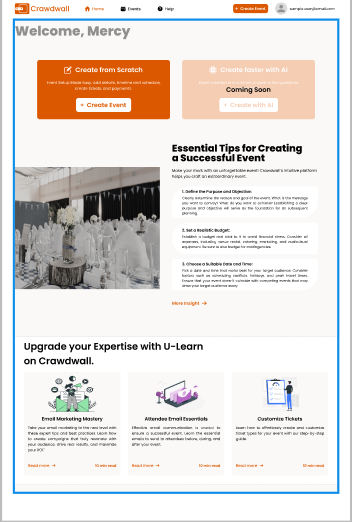 Crawdwall
Home
Events
Help
+ Create Event
sample.user@email.com
Welcome, Mercy
Create from Scratch
Event Setup Made Easy, add details, timeline and schedule,
create tickets, and payments.
+ Create Event
Create faster with AI
Coming Soon
+ Create with AI
Essential Tips for Creating
a Successful Event
Make your mark with an unforgettable event! Crawdwall's intuitive platform
helps you craft an extraordinary event.
1. Define the Purpose and Objective:
Clearly determine the reason and goal of the event. What is the message
you want to convey? What do you want to achieve? Establishing a clear
purpose and objective will serve as the foundation for all subsequent
planning.
2. Set a Realistic Budget:
Establish a budget and stick to it to avoid financial stress. Consider all
expenses, including venue rental, catering, marketing, and audiovisual
equipment. Be sure to also budget for contingencies.
3. Choose a Suitable Date and Time:
Pick a date and time that works best for your target audience. Consider
factors such as scheduling conflicts, holidays, and peak travel times.
Ensure that your event doesn't coincide with competing events that may
draw your target audience away.
More Insight →
Upgrade your Expertise with U-Learn
on Crawdwall.
Email Marketing Mastery
Take your email marketing to the next level with
these expert tips and best practices. Learn how
to create campaigns that truly resonate with
your audience, drive real results, and maximize
your ROI.
Read more →
10 min read
Attendee Email Essentials
Effective email communication is crucial to
ensure a successful event. Learn the essential
emails to send to attendees before, during, and
after your event.
Read more →
10 min read
Customize Tickets
Learn how to effectively create and customize
ticket types for your event with our step-by-step
guide.
Read more →
10 min read